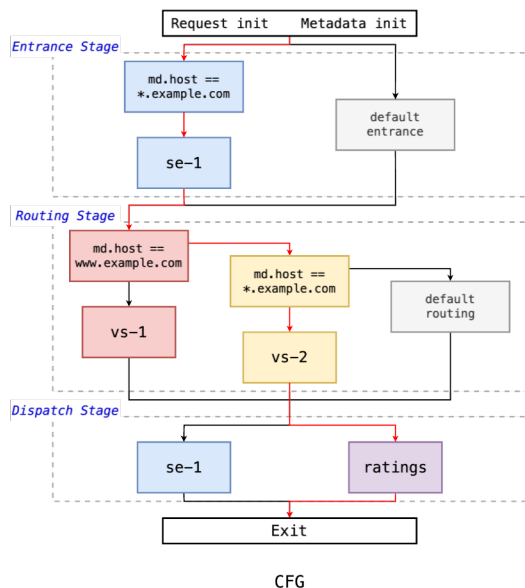 Request init Metadata init
Entrance Stage
md.host ==
*.example.com
default
entrance
se-1
Routing Stage
md.host ==
www.example.com
md.host ==
*.example.com
default
routing
vs-1
vs-2
Dispatch Stage
se-1
ratings
Exit
CFG